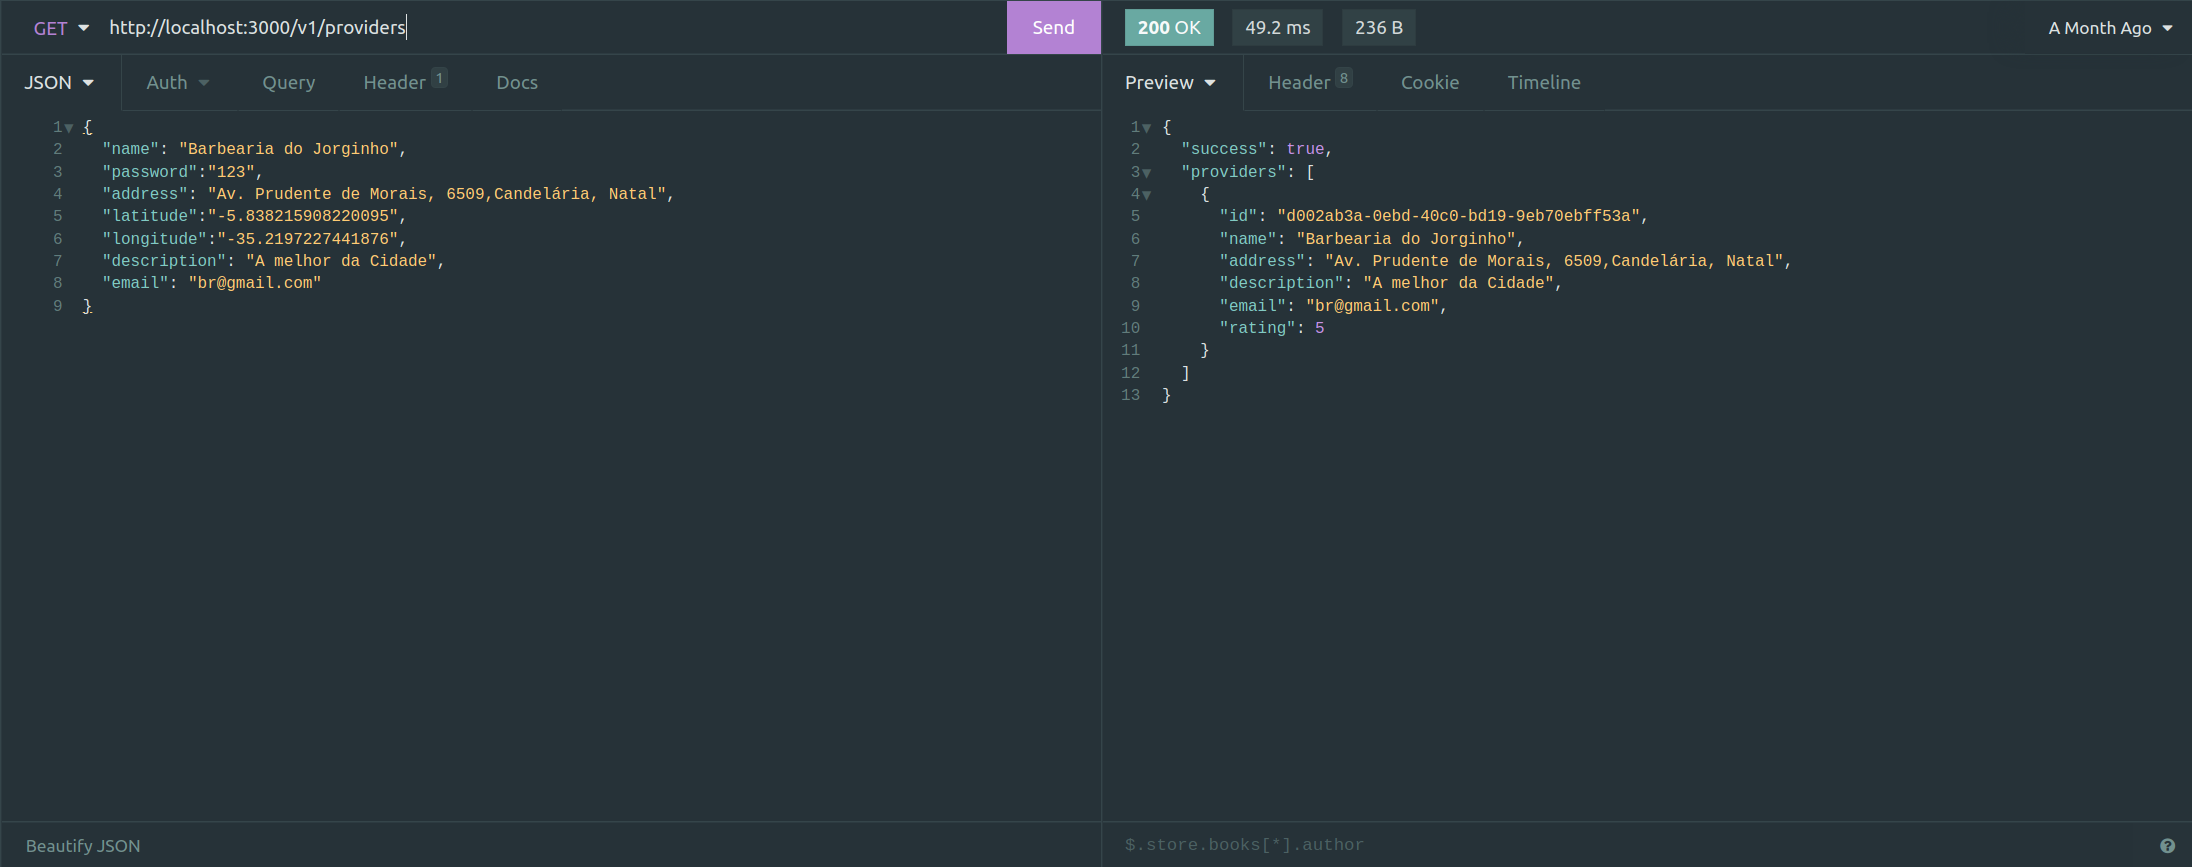 GET http://localhost:3000/v1/providers Send
200 OK 49.2 ms 236 B A Month Ago
JSON Auth Query Header 1 Docs
Preview Header 8 Cookie Timeline
1 {
2 "name": "Barbearia do Jorginho",
3 "password":"123",
4 "address": "Av. Prudente de Morais, 6509,Candelária, Natal",
5 "latitude":"-5.838215908220095",
6 "longitude":"-35.2197227441876",
7 "description": "A melhor da Cidade",
8 "email": "br@gmail.com"
9 }
1 {
2 "success": true,
3 "providers": [
4 {
5 "id": "d002ab3a-0ebd-40c0-bd19-9eb70ebff53a",
6 "name": "Barbearia do Jorginho",
7 "address": "Av. Prudente de Morais, 6509,Candelária, Natal",
8 "description": "A melhor da Cidade",
9 "email": "br@gmail.com",
10 "rating": 5
11 }
12 ]
13 }
Beautify JSON
$.store.books[*].author ?